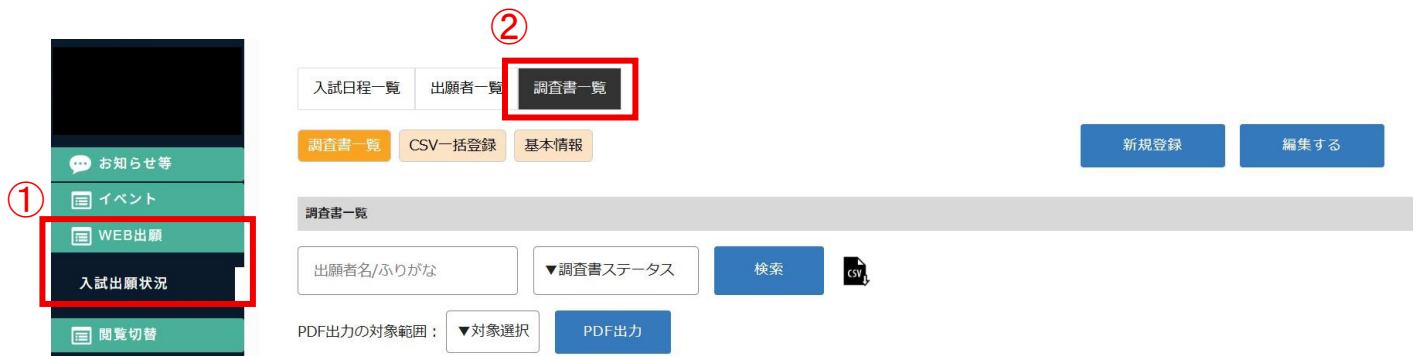 ②
入試日程一覧 出願者一覧 調査書一覧
調査書一覧 CSV一括登録 基本情報 新規登録 編集する
お知らせ等
①
イベント
WEB出願
入試出願状況
閲覧切替
調査書一覧
出願者名/ふりがな ▼調査書ステータス 検索 CSV
PDF出力の対象範囲： ▼対象選択 PDF出力